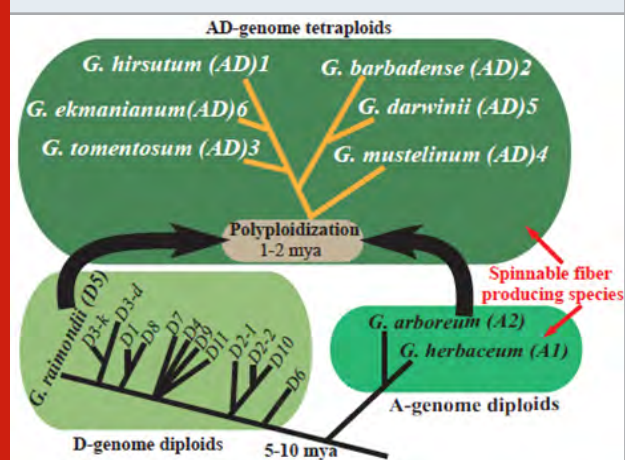 AD-genome tetraploids
G. hirsutum (AD)1
G. barbadense (AD)2
G. ekmanianum(AD)6
G. darwinii (AD)5
G. tomentosum (AD)3
G. mustelinum (AD)4
Polyploidization
1-2 mya
Spinnable fiber
producing species
G. raimondii (D5)
D3-k
D3-d
D1
D8
D7
D4
D9
D11
D2-1
D2-2
D10
D6
G. arboreum (A2)
G. herbaceum (A1)
A-genome diploids
D-genome diploids
5-10 mya